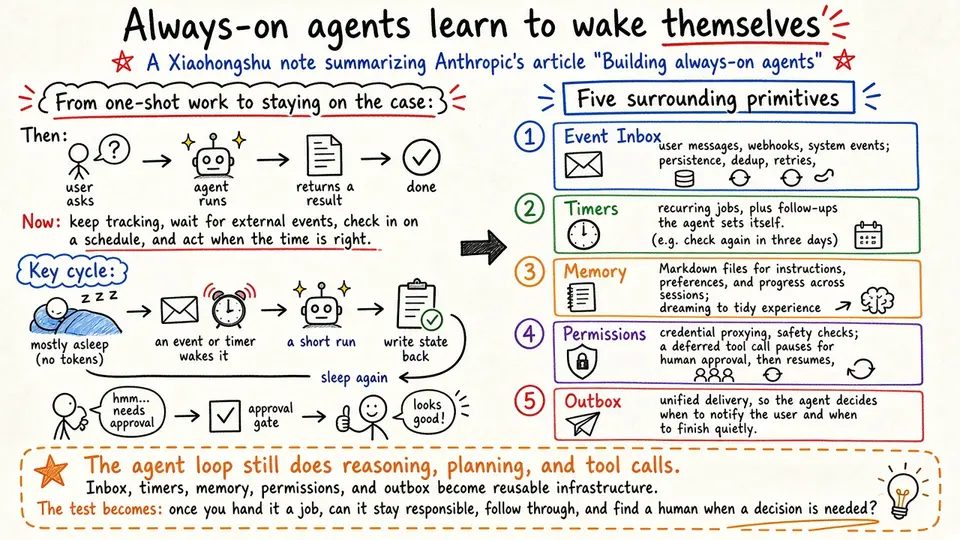 Always-on agents learn to wake themselves
A Xiaohongshu note summarizing Anthropic's article "Building always-on agents"
From one-shot work to staying on the case:
Then:
?
user
asks
agent
runs
returns a
result
done
Now: keep tracking, wait for external events, check in on
a schedule, and act when the time is right.
Key cycle:
z z z
mostly asleep
(no tokens)
an event or timer
wakes it
a short run
write state
back
sleep again
hmm...
needs
approval
approval
gate
looks
good!
Five surrounding primitives
1
Event Inbox
user messages, webhooks, system events;
persistence, dedup, retries,
2
Timers
recurring jobs, plus follow-ups
the agent sets itself.
(e.g. check again in three days)
3
Memory
Markdown files for instructions,
preferences, and progress across
sessions;
dreaming to tidy experience
4
Permissions
credential proxying, safety checks;
a deferred tool call pauses for
human approval, then resumes,
5
Outbox
unified delivery, so the agent decides
when to notify the user and when
to finish quietly.
The agent loop still does reasoning, planning, and tool calls.
Inbox, timers, memory, permissions, and outbox become reusable infrastructure.
The test becomes: once you hand it a job, can it stay responsible, follow through, and find a human when a decision is needed?